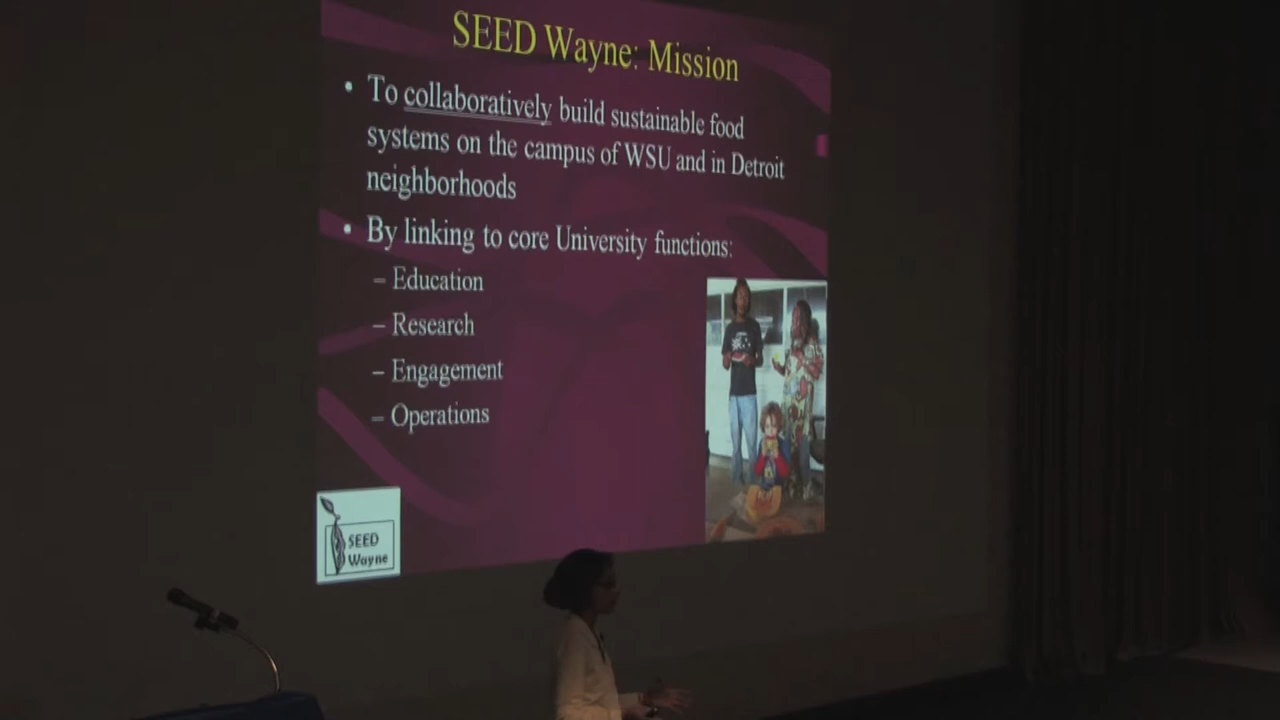 SEED Wayne: Mission
• To collaboratively build sustainable food
systems on the campus of WSU and in Detroit
neighborhoods
• By linking to core University functions:
– Education
– Research
– Engagement
– Operations
SEED
Wayne